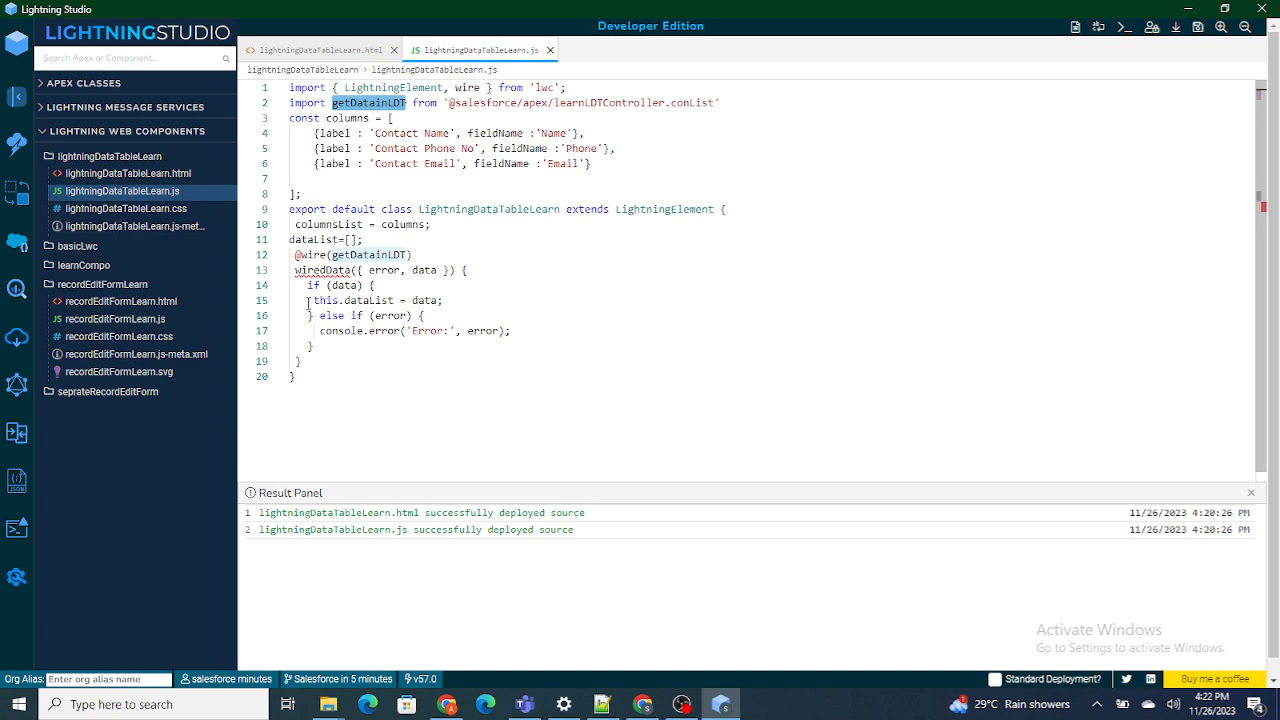 Lightning Studio
LIGHTNINGSTUDIO
Developer Edition
Search Apex or Component...
APEX CLASSES
LIGHTNING MESSAGE SERVICES
LIGHTNING WEB COMPONENTS
lightningDataTableLearn
lightningDataTableLearn.html
JS lightningDataTableLearn.js
# lightningDataTableLearn.css
lightningDataTableLearn.js-met...
basicLwc
learnCompo
recordEditFormLearn
recordEditFormLearn.html
JS recordEditFormLearn.js
# recordEditFormLearn.css
recordEditFormLearn.js-meta.xml
recordEditFormLearn.svg
seprateRecordEditForm
<> lightningDataTableLearn.html
JS lightningDataTableLearn.js
lightningDataTableLearn > lightningDataTableLearn.js
1 import { LightningElement, wire } from 'lwc';
2 import getDatainLDT from '@salesforce/apex/learnLDTController.conList'
3 const columns = [
4 {label : 'Contact Name', fieldName :'Name'},
5 {label : 'Contact Phone No', fieldName :'Phone'},
6 {label : 'Contact Email', fieldName :'Email'}
7
8 ];
9 export default class LightningDataTableLearn extends LightningElement {
10 columnsList = columns;
11 dataList=[];
12 @wire(getDatainLDT)
13 wiredData({ error, data }) {
14 if (data) {
15 this.dataList = data;
16 } else if (error) {
17 console.error('Error:', error);
18 }
19 }
20 }
Result Panel
1 lightningDataTableLearn.html successfully deployed source 11/26/2023 4:20:26 PM
2 lightningDataTableLearn.js successfully deployed source 11/26/2023 4:20:26 PM
Activate Windows
Go to Settings to activate Windows.
Org Alias: Enter org alias name salesforce minutes Salesforce in 5 minutes v57.0 Standard Deployment? Buy me a coffee
Type here to search
29°C Rain showers
4:22 PM
11/26/2023
4